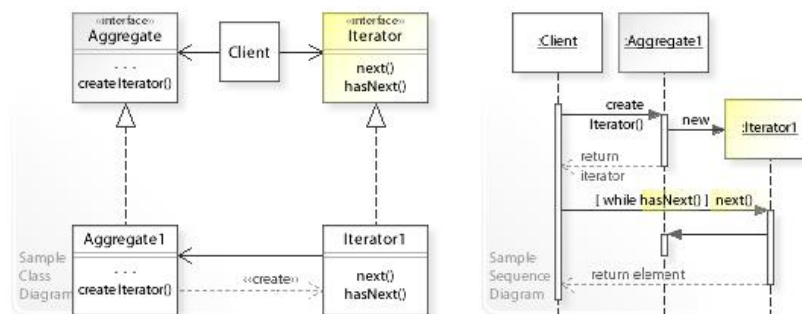 «interface»
Aggregate
. . .
createIterator()
Client
«interface»
Iterator
next()
hasNext()
Aggregate1
. . .
createIterator()
Iterator1
next()
hasNext()
«create»
Sample
Class
Diagram
:Client
:Aggregate1
create
Iterator()
new
:Iterator1
return
iterator
[ while hasNext() ] next()
return element
Sample
Sequence
Diagram